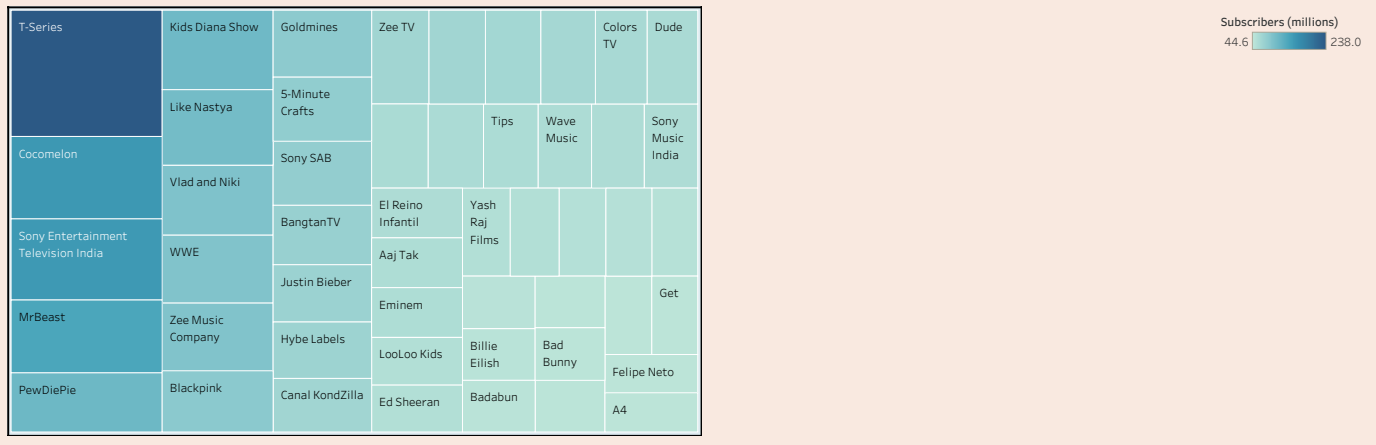 T-Series
Cocomelon
Sony Entertainment
Television India
MrBeast
PewDiePie
Kids Diana Show
Like Nastya
Vlad and Niki
WWE
Zee Music
Company
Blackpink
Goldmines
5-Minute
Crafts
Sony SAB
BangtanTV
Justin Bieber
Hybe Labels
Canal KondZilla
Zee TV
Colors
TV
Dude
Tips
Wave
Music
Sony
Music
India
El Reino
Infantil
Aaj Tak
Eminem
LooLoo Kids
Ed Sheeran
Yash
Raj
Films
Billie
Eilish
Badabun
Bad
Bunny
Get
Felipe Neto
A4
Subscribers (millions)
44.6 238.0